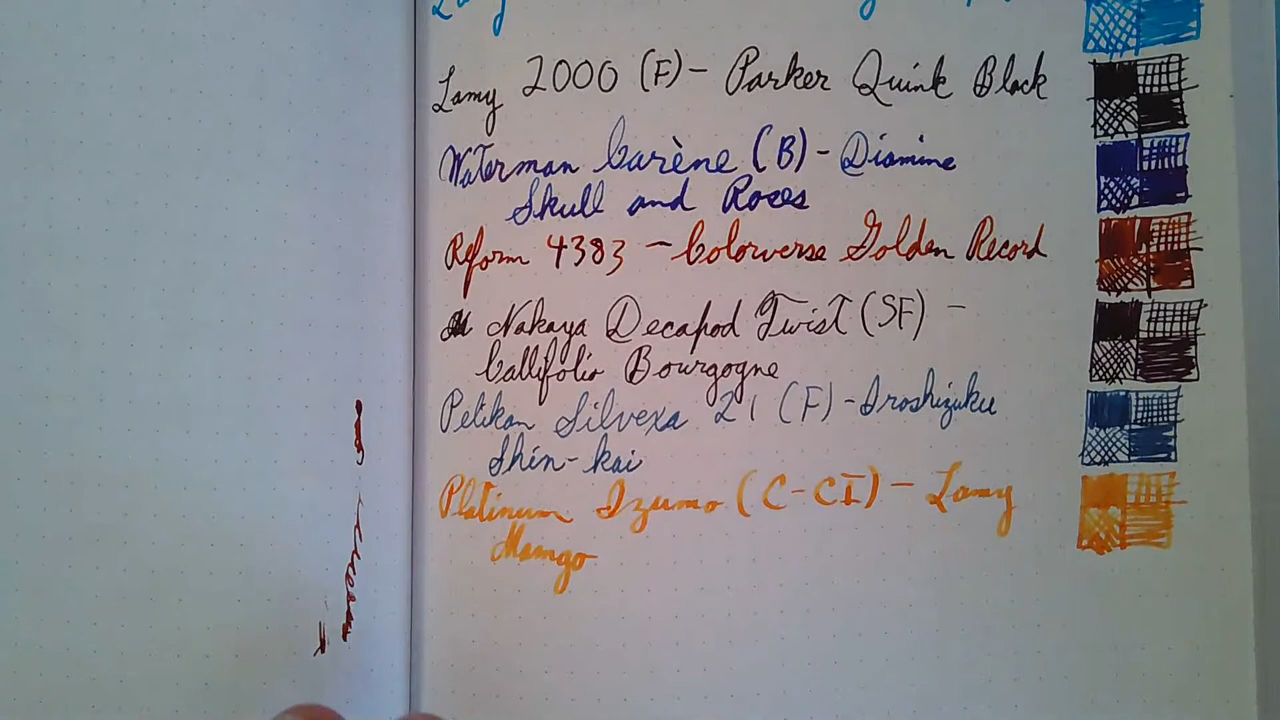 Lamy 2000 (F) - Parker Quink Black
Waterman Carène (B) - Diamine
Skull and Roses
Reform 4383 - Colorverse Golden Record
Nakaya Decapod Twist (SF) -
Callifolio Bourgogne
Pelikan Silvexa 21 (F) - Iroshizuku
Shin-kai
Platinum Izumo (C-CI) - Lamy
Mango